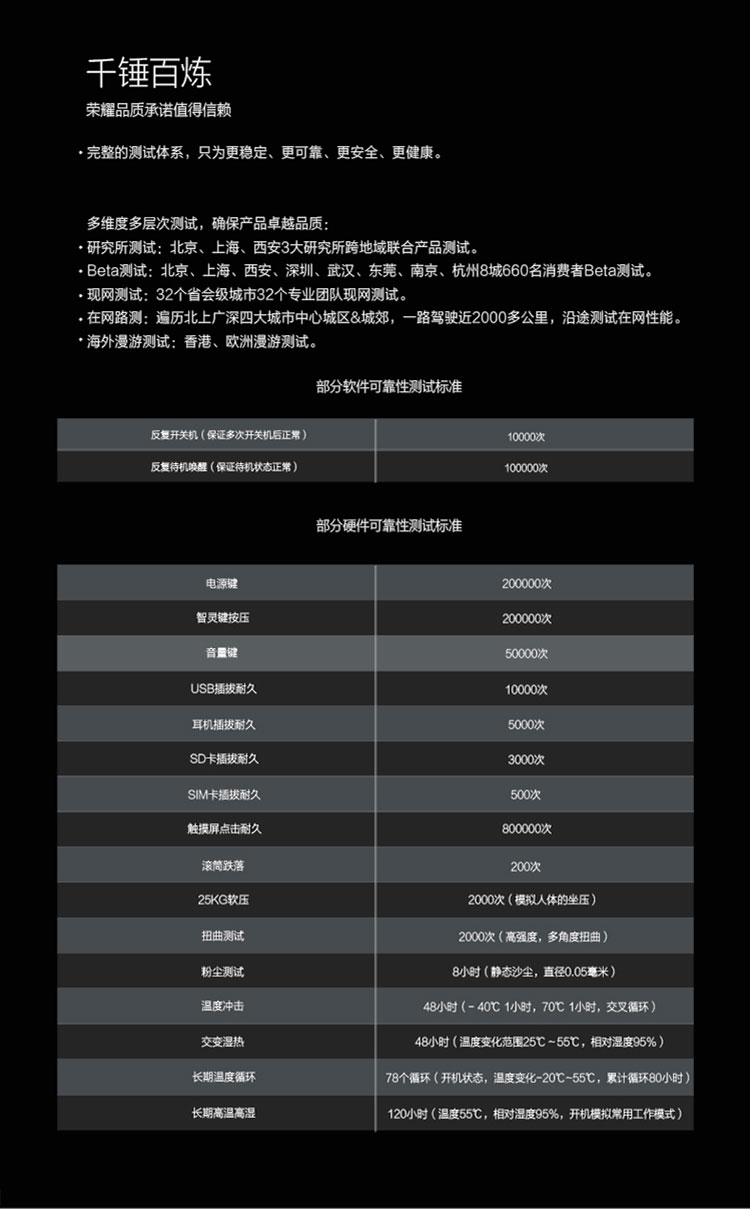 千锤百炼
荣耀品质承诺值得信赖
·完整的测试体系，只为更稳定、更可靠、更安全、更健康。
多维度多层次测试，确保产品卓越品质：
·研究所测试：北京、上海、西安3大研究所跨地域联合产品测试。
·Beta测试：北京、上海、西安、深圳、武汉、东莞、南京、杭州8城660名消费者Beta测试。
·现网测试：32个省会级城市32个专业团队现网测试。
·在网路测：遍历北上广深四大城市中心城区&城郊，一路驾驶近2000多公里，沿途测试在网性能。
·海外漫游测试：香港、欧洲漫游测试。
部分软件可靠性测试标准
反复开关机（保证多次开关机后正常） 10000次
反复待机唤醒（保证待机状态正常） 100000次
部分硬件可靠性测试标准
电源键 200000次
智灵键按压 200000次
音量键 50000次
USB插拔耐久 10000次
耳机插拔耐久 5000次
SD卡插拔耐久 3000次
SIM卡插拔耐久 500次
触摸屏点击耐久 800000次
滚筒跌落 200次
25KG软压 2000次（模拟人体的坐压）
扭曲测试 2000次（高强度，多角度扭曲）
粉尘测试 8小时（静态沙尘，直径0.05毫米）
温度冲击 48小时（- 40℃ 1小时，70℃ 1小时，交叉循环）
交变湿热 48小时（温度变化范围25℃～55℃，相对湿度95%）
长期温度循环 78个循环（开机状态，温度变化-20℃~55℃，累计循环80小时）
长期高温高湿 120小时（温度55℃，相对湿度95%，开机模拟常用工作模式）